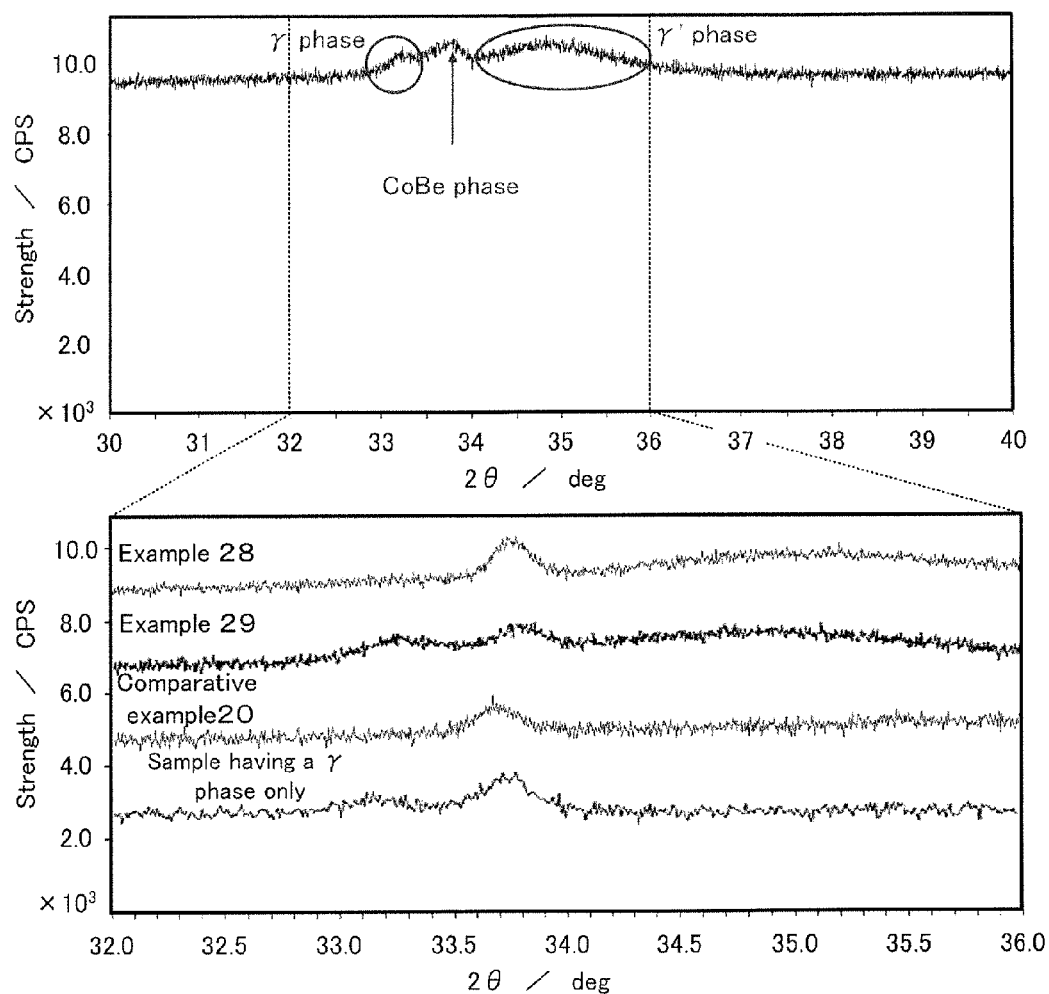 γ phase
γ' phase
CoBe phase
Strength / CPS
10.0
8.0
6.0
4.0
2.0
×10³
30 31 32 33 34 35 36 37 38 39 40
2θ / deg
Strength / CPS
10.0
8.0
6.0
4.0
2.0
×10³
Example 28
Example 29
Comparative
example20
Sample having a γ
phase only
32.0 32.5 33.0 33.5 34.0 34.5 35.0 35.5 36.0
2θ / deg